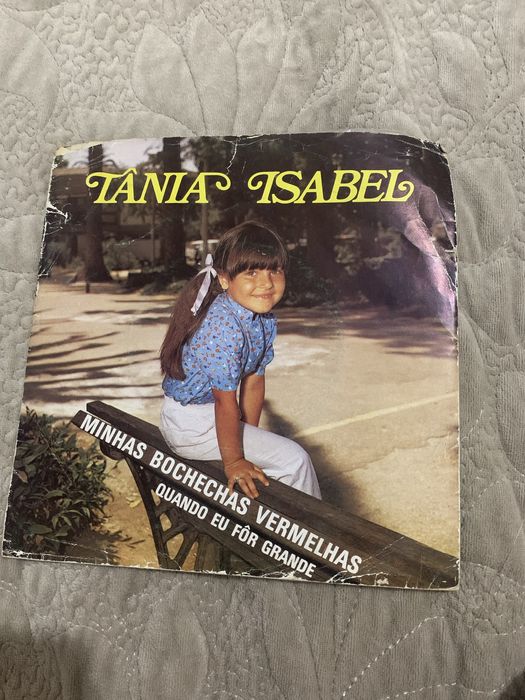 TÂNIA ISABEL
MINHAS BOCHECHAS VERMELHAS
QUANDO EU FÔR GRANDE